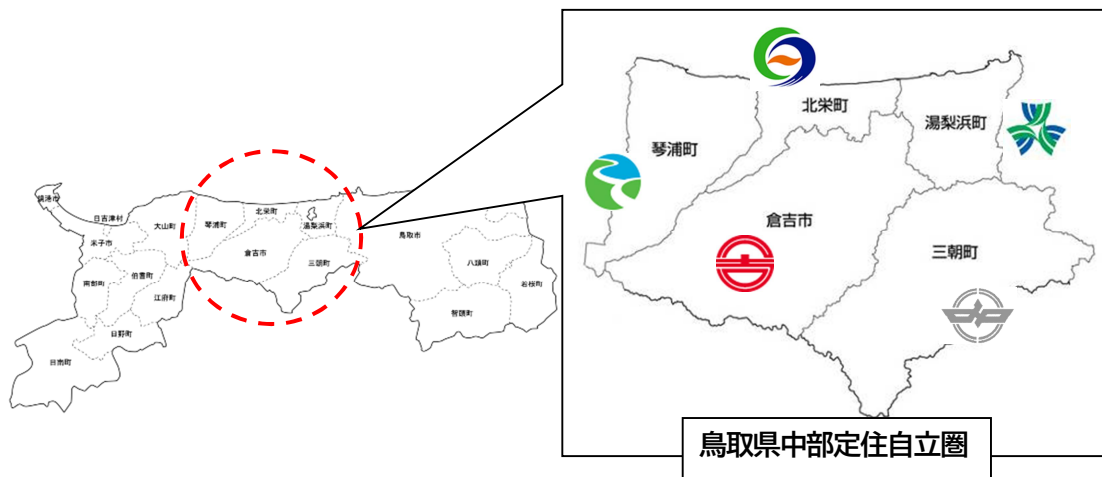 境港市
日吉津村
米子市
大山町
琴浦町
北栄町
湯梨浜町
鳥取市
倉吉市
三朝町
八頭町
岩桜町
南部町
伯耆町
江府町
智頭町
日野町
日南町
北栄町
湯梨浜町
琴浦町
倉吉市
三朝町
鳥取県中部定住自立圏